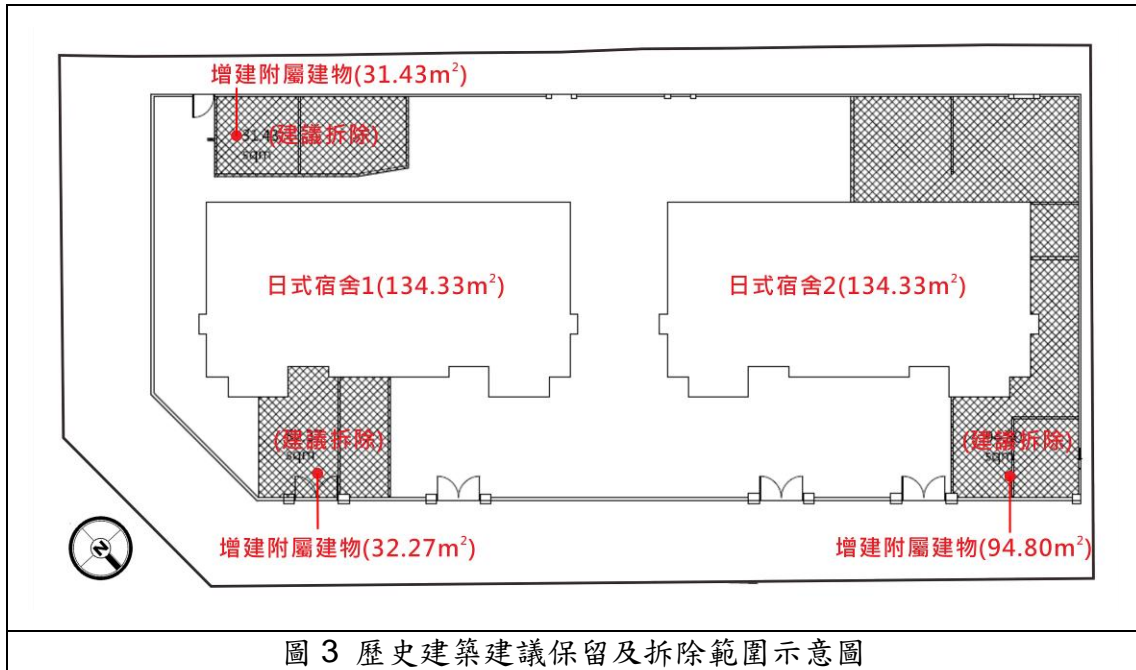 增建附屬建物(31.43m²)
31.43
(建議拆除)
sqm
日式宿舍1(134.33m²)
日式宿舍2(134.33m²)
(建議拆除)
sqm
(建議拆除)
sqm
N
增建附屬建物(32.27m²)
增建附屬建物(94.80m²)
圖 3 歷史建築建議保留及拆除範圍示意圖